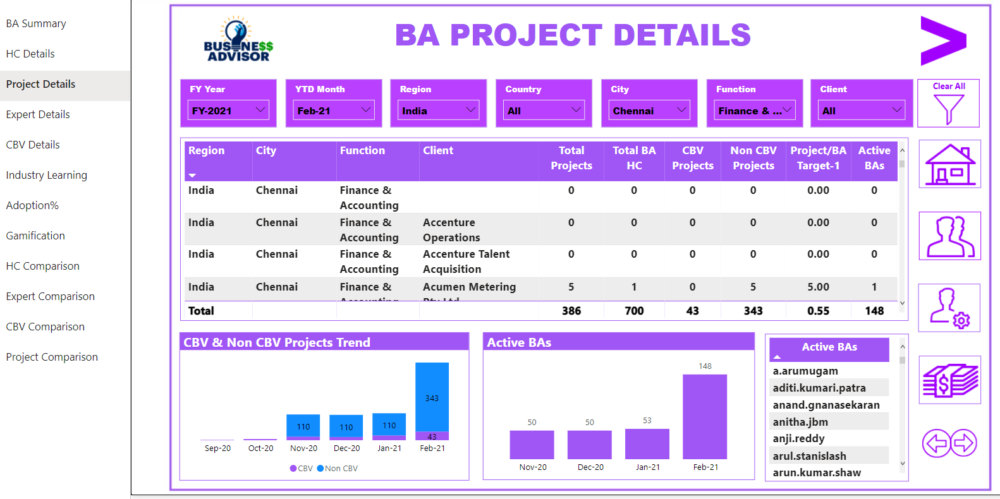 BA Summary
HC Details
Project Details
Expert Details
CBV Details
Industry Learning
Adoption%
Gamification
HC Comparison
Expert Comparison
CBV Comparison
Project Comparison
BUSINE$$
ADVISOR
BA PROJECT DETAILS
FY Year
FY-2021
YTD Month
Feb-21
Region
India
Country
All
City
Chennai
Function
Finance & ...
Client
All
Clear All
Region City Function Client Total Projects Total BA HC CBV Projects Non CBV Projects Project/BA Target-1 Active BAs
India Chennai Finance & Accounting 0 0 0 0 0.00 0
India Chennai Finance & Accounting Accenture Operations 0 0 0 0 0.00 0
India Chennai Finance & Accounting Accenture Talent Acquisition 0 0 0 0 0.00 0
India Chennai Finance & Accounting Acumen Metering Pty Ltd 5 1 0 5 5.00 1
Total 386 700 43 343 0.55 148
CBV & Non CBV Projects Trend
343
110 110 110
43
Sep-20 Oct-20 Nov-20 Dec-20 Jan-21 Feb-21
CBV Non CBV
Active BAs
148
50 50 53
Nov-20 Dec-20 Jan-21 Feb-21
Active BAs
a.arumugam
aditi.kumari.patra
anand.gnanasekaran
anitha.jbm
anji.reddy
arul.stanislash
arun.kumar.shaw